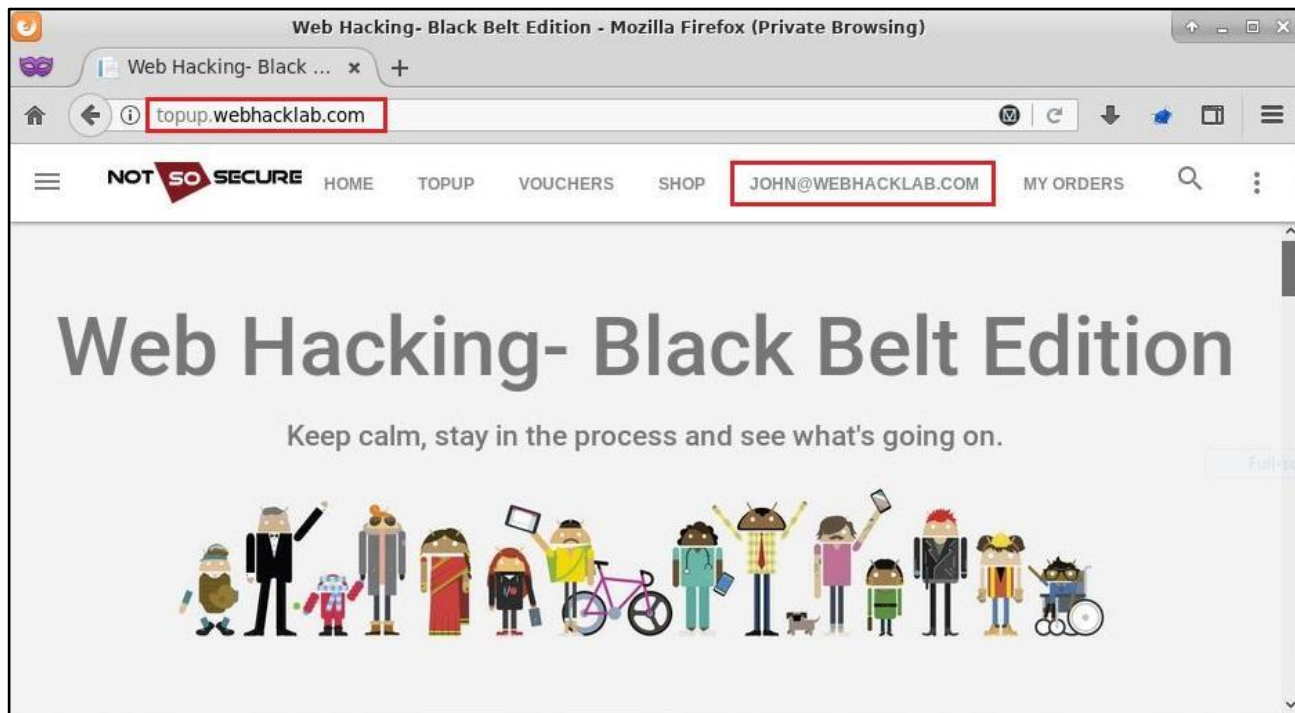 Web Hacking- Black Belt Edition - Mozilla Firefox (Private Browsing)
Web Hacking- Black ...
topup.webhacklab.com
NOT SO SECURE HOME TOPUP VOUCHERS SHOP JOHN@WEBHACKLAB.COM MY ORDERS
Web Hacking- Black Belt Edition
Keep calm, stay in the process and see what's going on.